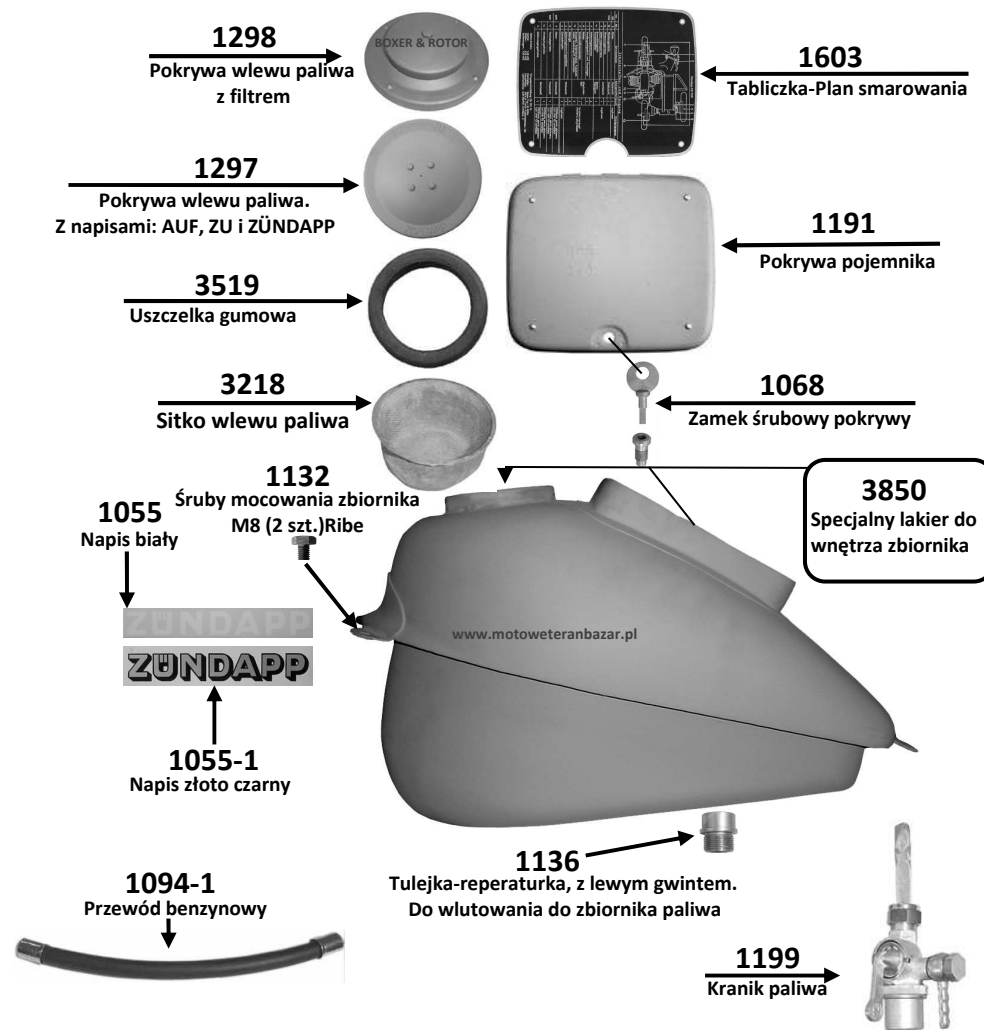 1298
Pokrywa wlewu paliwa
z filtrem
BOXER & ROTOR
1603
Tabliczka-Plan smarowania
1297
Pokrywa wlewu paliwa.
Z napisami: AUF, ZU i ZÜNDAPP
1191
Pokrywa pojemnika
3519
Uszczelka gumowa
3218
Sitko wlewu paliwa
1068
Zamek śrubowy pokrywy
1132
Śruby mocowania zbiornika
M8 (2 szt.)Ribe
3850
Specjalny lakier do
wnętrza zbiornika
1055
Napis biały
ZÜNDAPP
ZÜNDAPP
www.motoweteranbazar.pl
1055-1
Napis złoto czarny
1136
Tulejka-reperaturka, z lewym gwintem.
Do wlutowania do zbiornika paliwa
1094-1
Przewód benzynowy
1199
Kranik paliwa